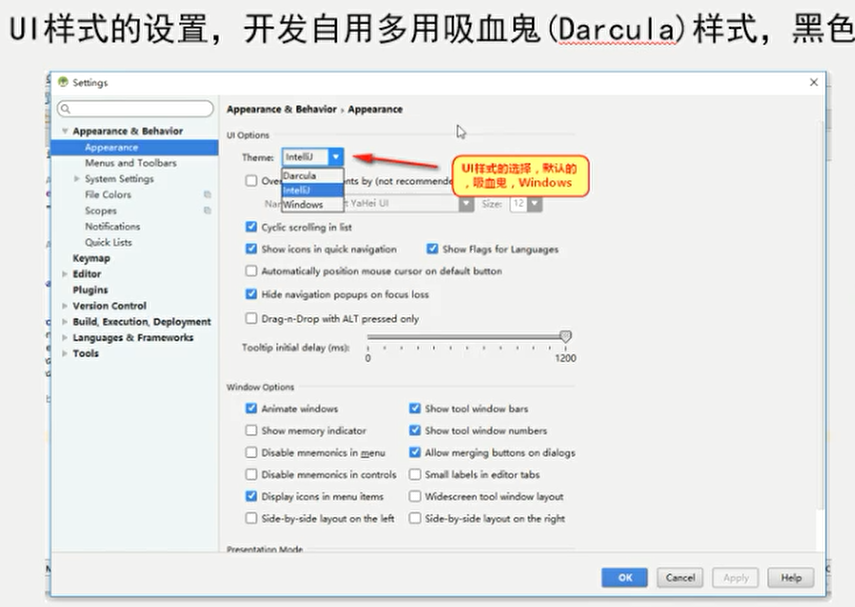 UI样式的设置，开发自用多用吸血鬼(Darcula)样式，黑色
Settings
Appearance & Behavior
Appearance
Menus and Toolbars
System Settings
File Colors
Scopes
Notifications
Quick Lists
Keymap
Editor
Plugins
Version Control
Build, Execution, Deployment
Languages & Frameworks
Tools
Appearance & Behavior › Appearance
UI Options
Theme: IntelliJ
Darcula
IntelliJ
Windows
UI样式的选择，默认的
，吸血鬼，Windows
by (not recommende
YaHei UI Size: 12
Cyclic scrolling in list
Show icons in quick navigation Show Flags for Languages
Automatically position mouse cursor on default button
Hide navigation popups on focus loss
Drag-n-Drop with ALT pressed only
Tooltip initial delay (ms):
0 1200
Window Options
Animate windows Show tool window bars
Show memory indicator Show tool window numbers
Disable mnemonics in menu Allow merging buttons on dialogs
Disable mnemonics in controls Small labels in editor tabs
Display icons in menu items Widescreen tool window layout
Side-by-side layout on the left Side-by-side layout on the right
Presentation Mode
OK Cancel Apply Help